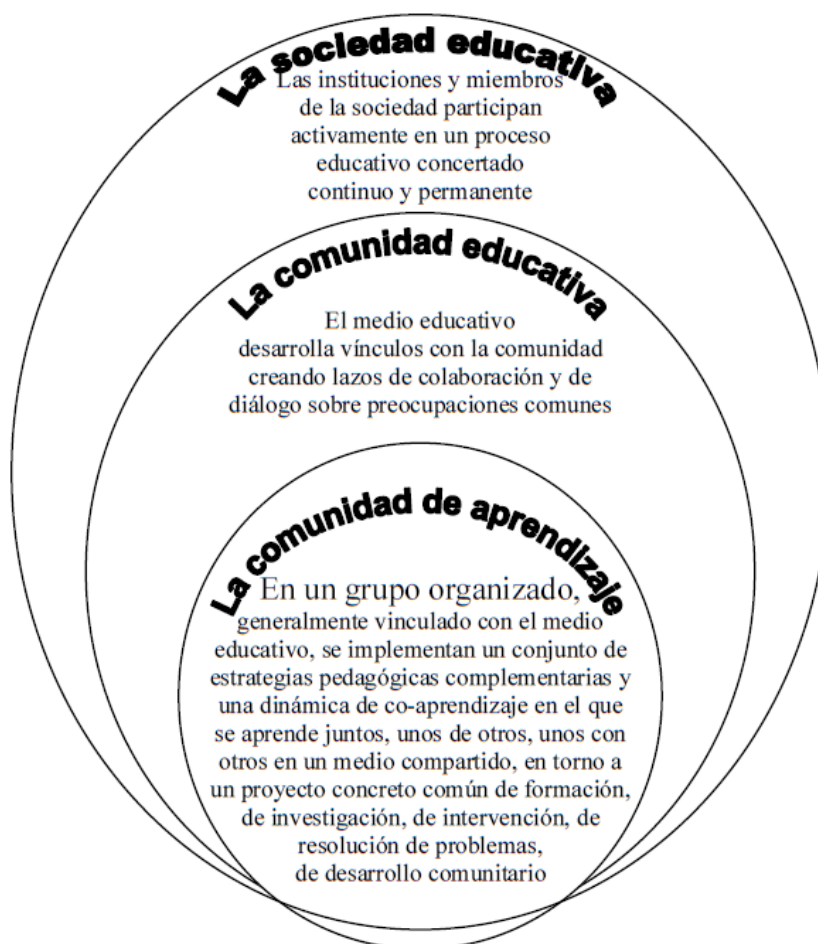 La sociedad educativa
Las instituciones y miembros
de la sociedad participan
activamente en un proceso
educativo concertado
continuo y permanente
La comunidad educativa
El medio educativo
desarrolla vínculos con la comunidad
creando lazos de colaboración y de
diálogo sobre preocupaciones comunes
La comunidad de aprendizaje
En un grupo organizado,
generalmente vinculado con el medio
educativo, se implementan un conjunto de
estrategias pedagógicas complementarias y
una dinámica de co-aprendizaje en el que
se aprende juntos, unos de otros, unos con
otros en un medio compartido, en torno a
un proyecto concreto común de formación,
de investigación, de intervención, de
resolución de problemas,
de desarrollo comunitario